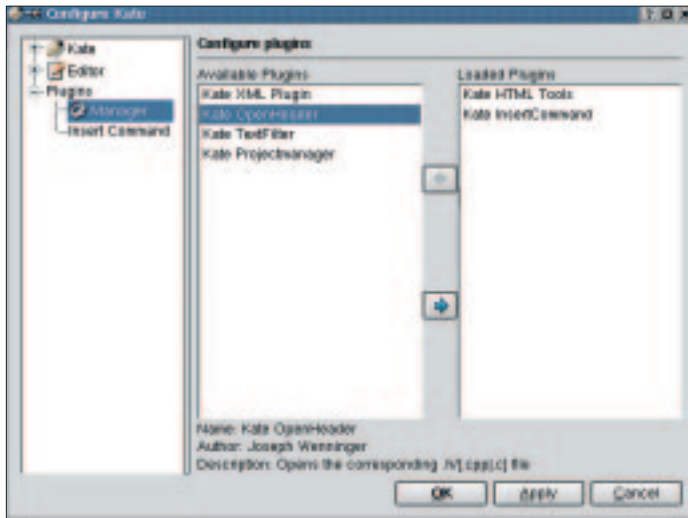 Configure Kate
Kate
Editor
Plugins
Manager
Insert Command
Configure plugins
Available Plugins
Kate XML Plugin
Kate OpenHeader
Kate TextFilter
Kate Projectmanager
Loaded Plugins
Kate HTML Tools
Kate InsertCommand
Name: Kate OpenHeader
Author: Joseph Wenninger
Description: Opens the corresponding .h/[.cpp|.c] file
OK
Apply
Cancel